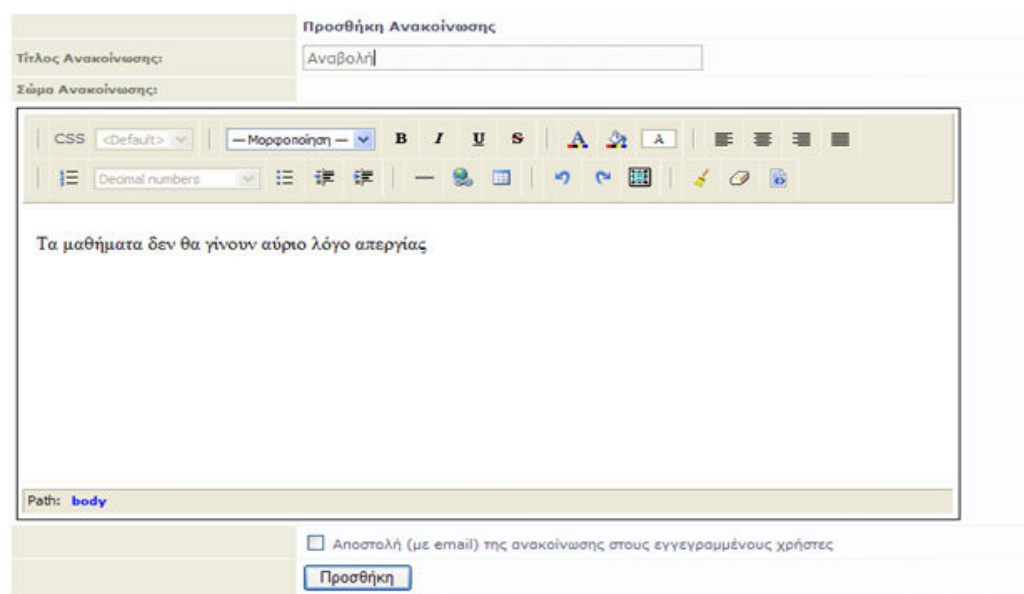 Προσθήκη Ανακοίνωσης
Τίτλος Ανακοίνωσης: Αναβολή
Σώμα Ανακοίνωσης:
CSS <Default> — Μορφοποίηση — B I U S A A
Decimal numbers
Τα μαθήματα δεν θα γίνουν αύριο λόγο απεργίας
Path: body
Αποστολή (με email) της ανακοίνωσης στους εγγεγραμμένους χρήστες
Προσθήκη